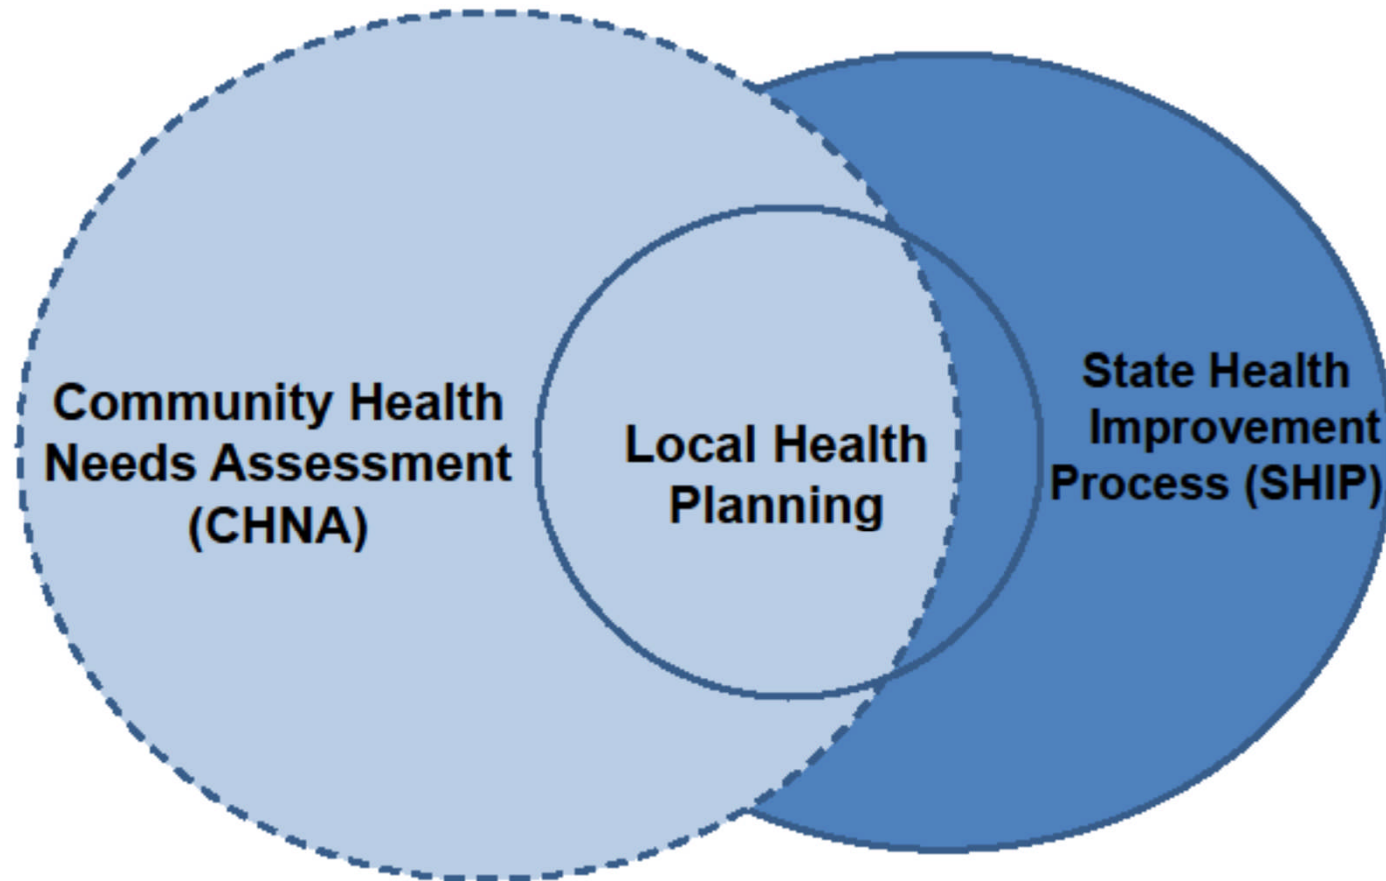 Community Health
Needs Assessment
(CHNA)
Local Health
Planning
State Health
Improvement
Process (SHIP)